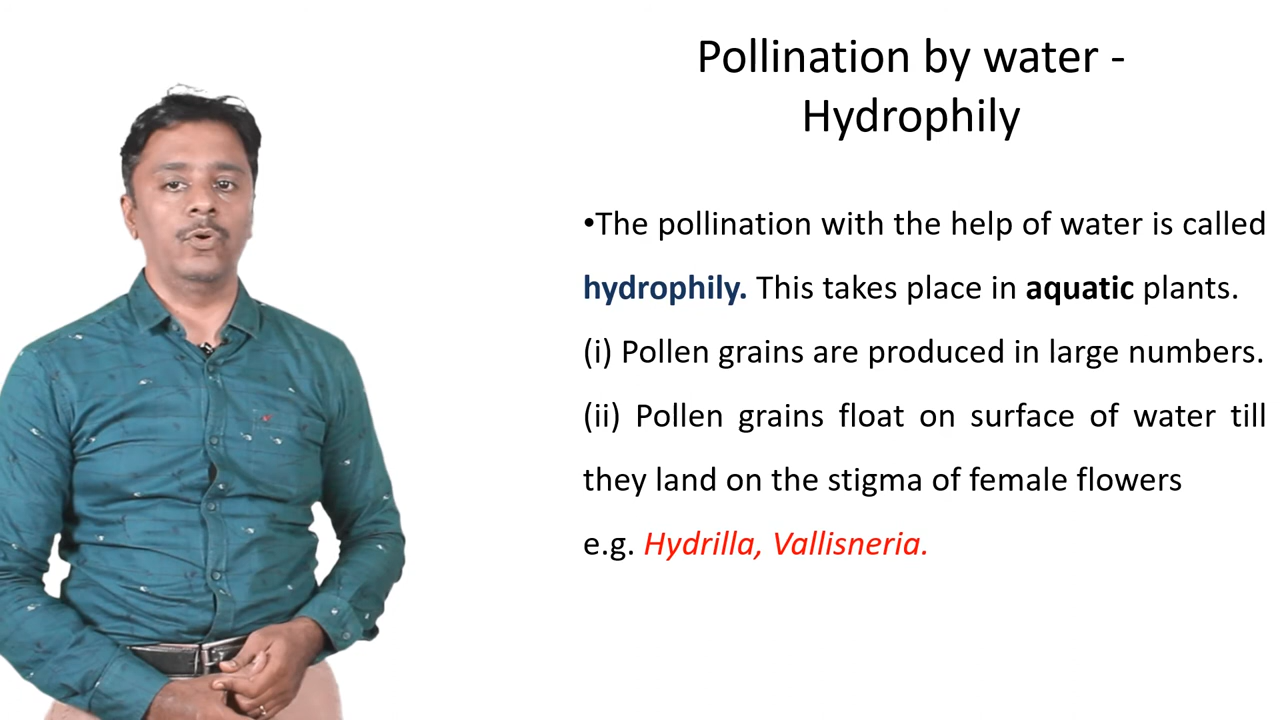 Pollination by water -
Hydrophily
•The pollination with the help of water is called
hydrophily. This takes place in aquatic plants.
(i) Pollen grains are produced in large numbers.
(ii) Pollen grains float on surface of water till
they land on the stigma of female flowers
e.g. Hydrilla, Vallisneria.